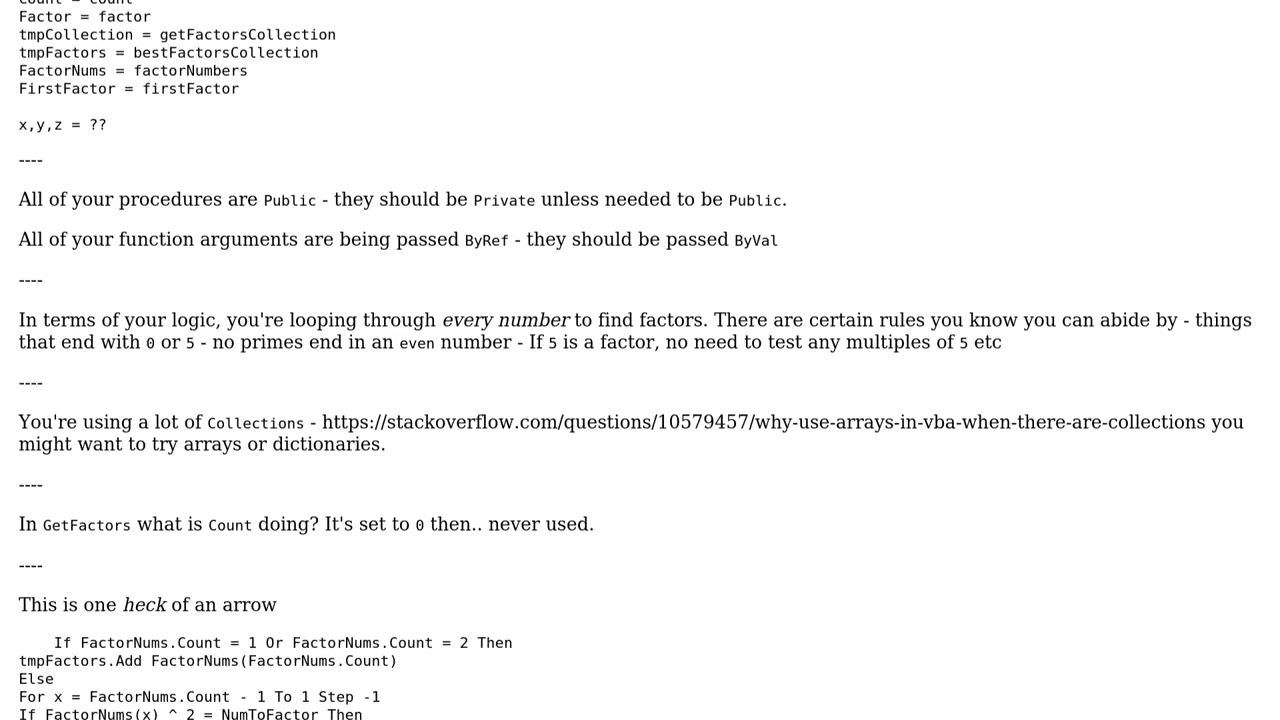 Count = count
Factor = factor
tmpCollection = getFactorsCollection
tmpFactors = bestFactorsCollection
FactorNums = factorNumbers
FirstFactor = firstFactor
x,y,z = ??
----
All of your procedures are Public - they should be Private unless needed to be Public.
All of your function arguments are being passed ByRef - they should be passed ByVal
----
In terms of your logic, you're looping through every number to find factors. There are certain rules you know you can abide by - things
that end with 0 or 5 - no primes end in an even number - If 5 is a factor, no need to test any multiples of 5 etc
----
You're using a lot of Collections - https://stackoverflow.com/questions/10579457/why-use-arrays-in-vba-when-there-are-collections you
might want to try arrays or dictionaries.
----
In GetFactors what is Count doing? It's set to 0 then.. never used.
----
This is one heck of an arrow
If FactorNums.Count = 1 Or FactorNums.Count = 2 Then
tmpFactors.Add FactorNums(FactorNums.Count)
Else
For x = FactorNums.Count - 1 To 1 Step -1
If FactorNums(x) ^ 2 = NumToFactor Then